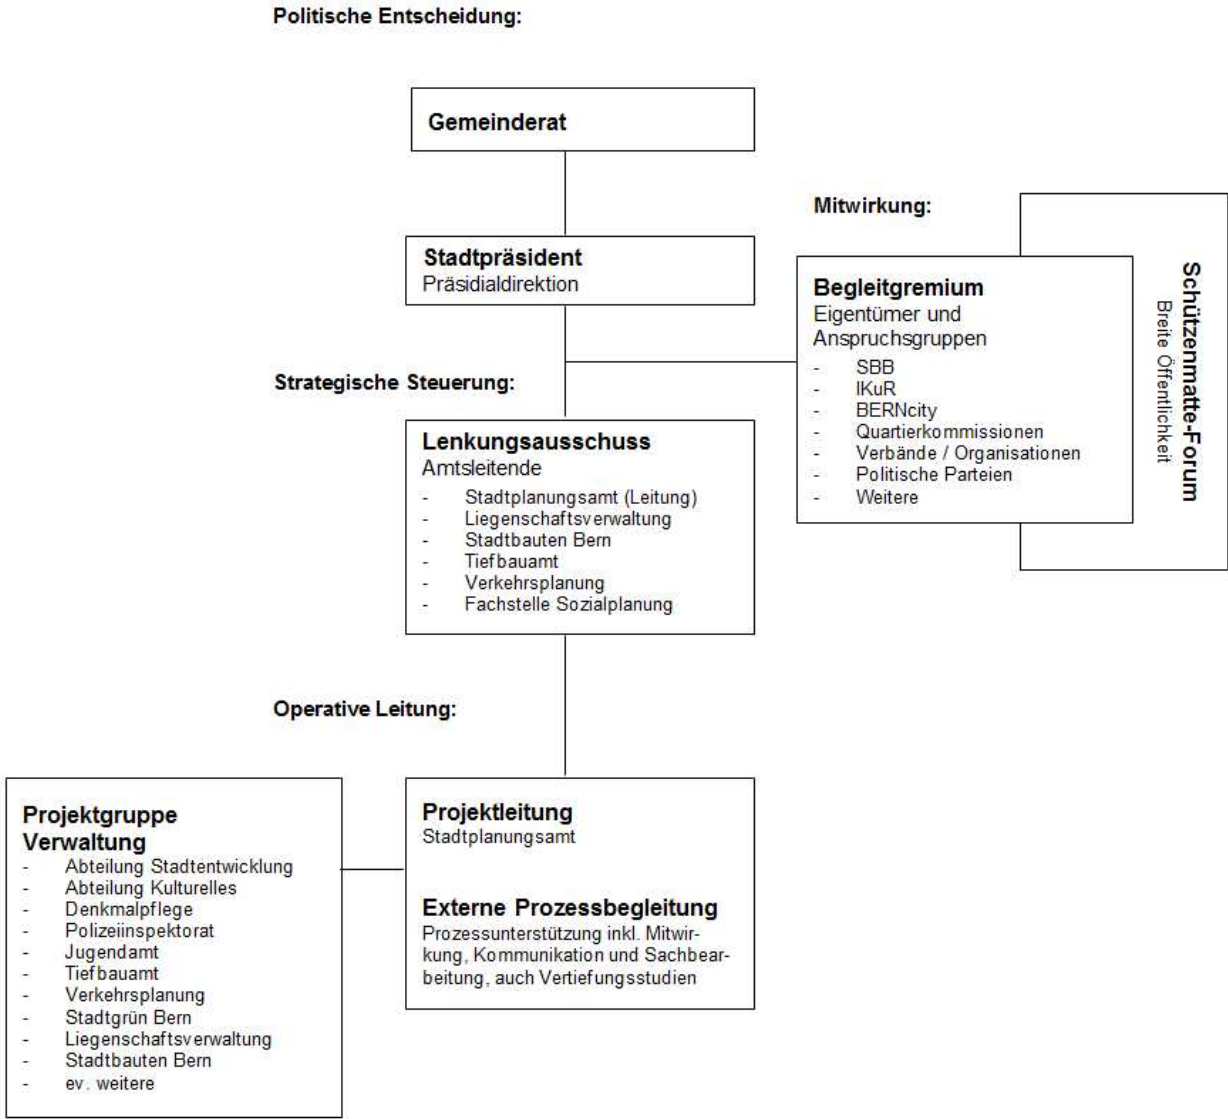 Politische Entscheidung:
Gemeinderat
Stadtpräsident
Präsidialdirektion
Mitwirkung:
Begleitgremium
Eigentümer und
Anspruchsgruppen
- SBB
- IKuR
- BERNcity
- Quartierkommissionen
- Verbände / Organisationen
- Politische Parteien
- Weitere
Schützenmatte-Forum
Breite Öffentlichkeit
Strategische Steuerung:
Lenkungsausschuss
Amtsleitende
- Stadtplanungsamt (Leitung)
- Liegenschaftsverwaltung
- Stadtbauten Bern
- Tiefbauamt
- Verkehrsplanung
- Fachstelle Sozialplanung
Operative Leitung:
Projektgruppe
Verwaltung
- Abteilung Stadtentwicklung
- Abteilung Kulturelles
- Denkmalpflege
- Polizeiinspektorat
- Jugendamt
- Tiefbauamt
- Verkehrsplanung
- Stadtgrün Bern
- Liegenschaftsverwaltung
- Stadtbauten Bern
- ev. weitere
Projektleitung
Stadtplanungsamt
Externe Prozessbegleitung
Prozessunterstützung inkl. Mitwir-
kung, Kommunikation und Sachbear-
beitung, auch Vertiefungsstudien